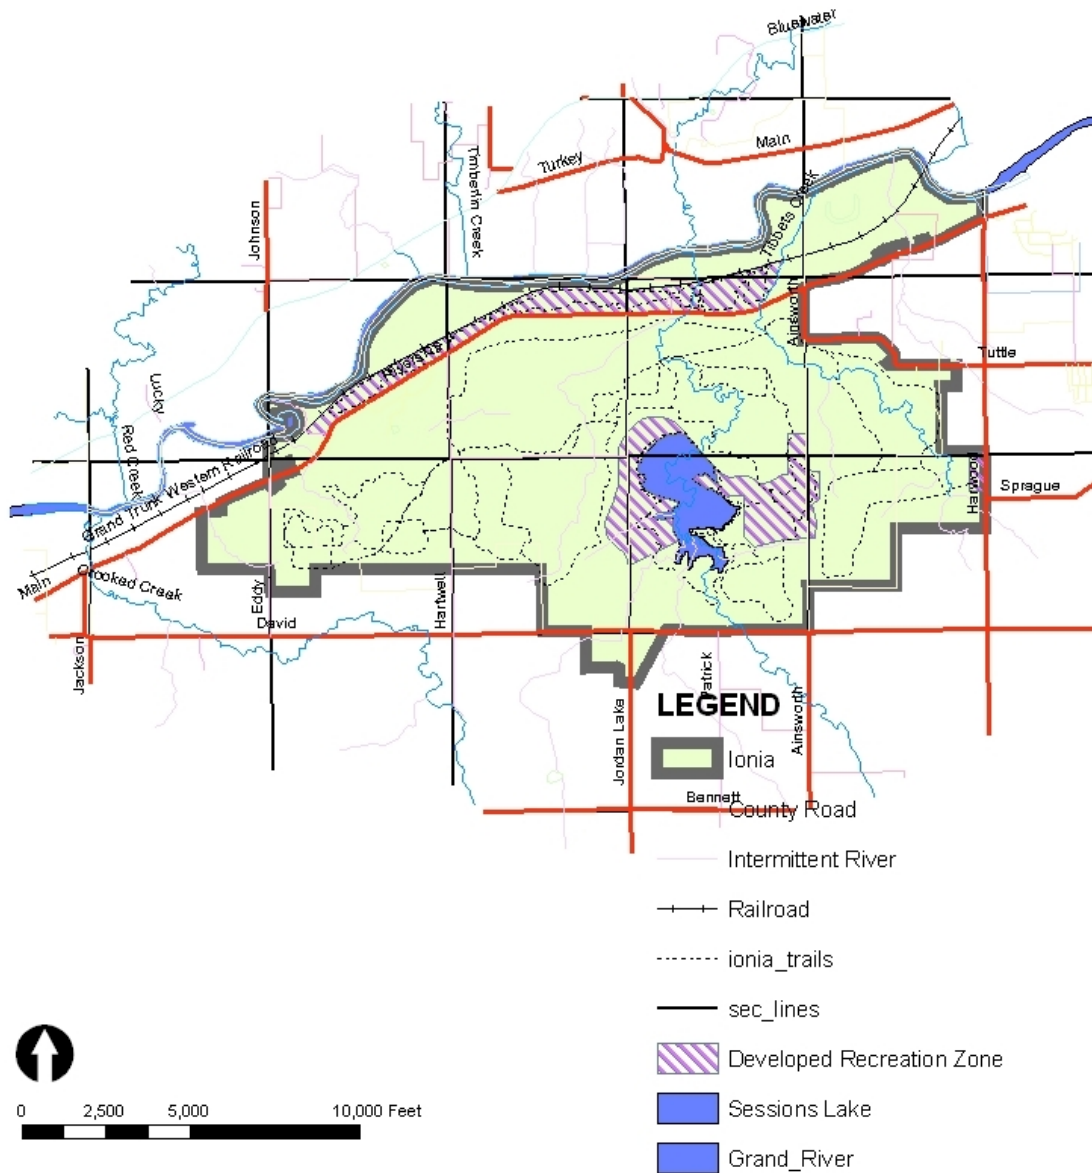 Bluewater
Main
Turkey
Timberlin Creek
Johnson
Tibbets Creek
Ainsworth
Tuttle
Riverside
Lucky
Red Creek
Grand Trunk Western Railroad
Harwood
Sprague
Main
Crooked Creek
Eddy
David
Hartwell
Jackson
Patrick
Jordan Lake
Ainsworth
Bennett
LEGEND
Ionia
County Road
Intermittent River
Railroad
ionia_trails
sec_lines
Developed Recreation Zone
Sessions Lake
Grand_River
0 2,500 5,000 10,000 Feet